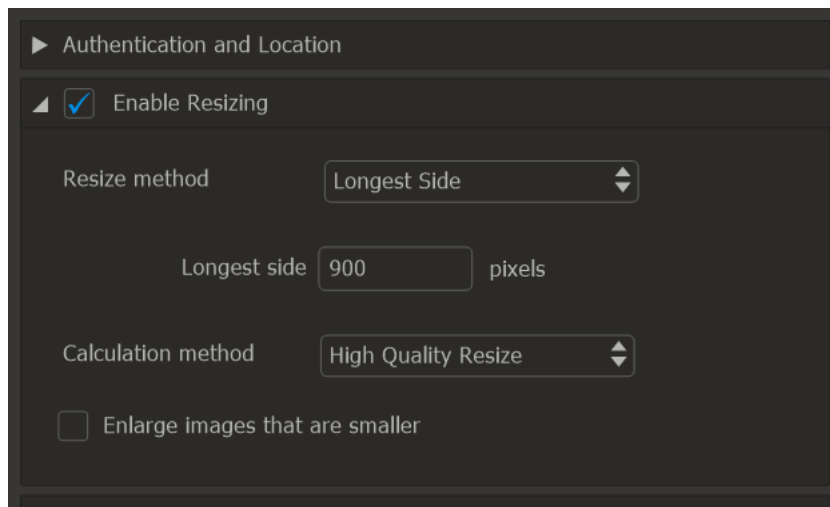 Authentication and Location
Enable Resizing
Resize method Longest Side
Longest side 900 pixels
Calculation method High Quality Resize
Enlarge images that are smaller